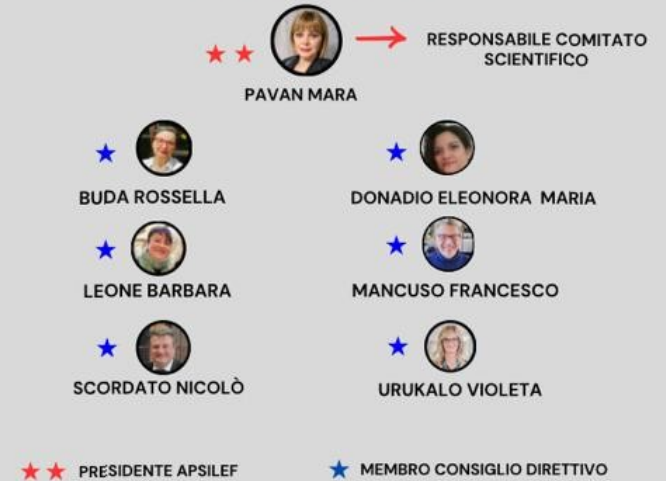 RESPONSABILE COMITATO
SCIENTIFICO
PAVAN MARA
BUDA ROSSELLA
DONADIO ELEONORA MARIA
LEONE BARBARA
MANCUSO FRANCESCO
SCORDATO NICOLÒ
URUKALO VIOLETA
PRESIDENTE APSILEF
MEMBRO CONSIGLIO DIRETTIVO